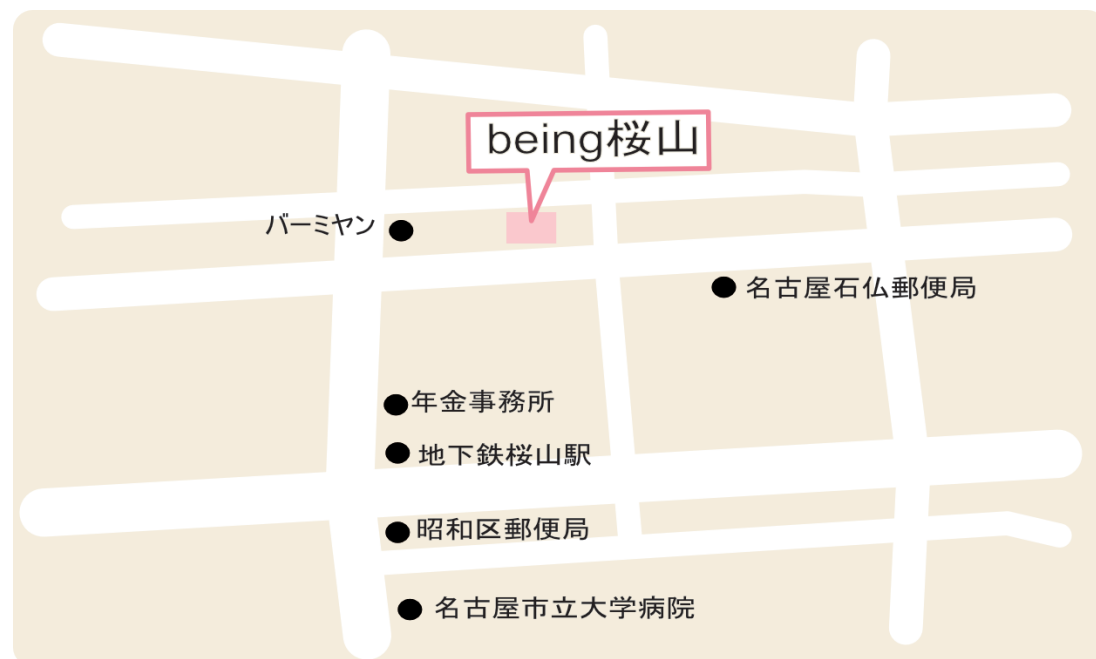 being桜山
バーミヤン
名古屋石仏郵便局
年金事務所
地下鉄桜山駅
昭和区郵便局
名古屋市立大学病院